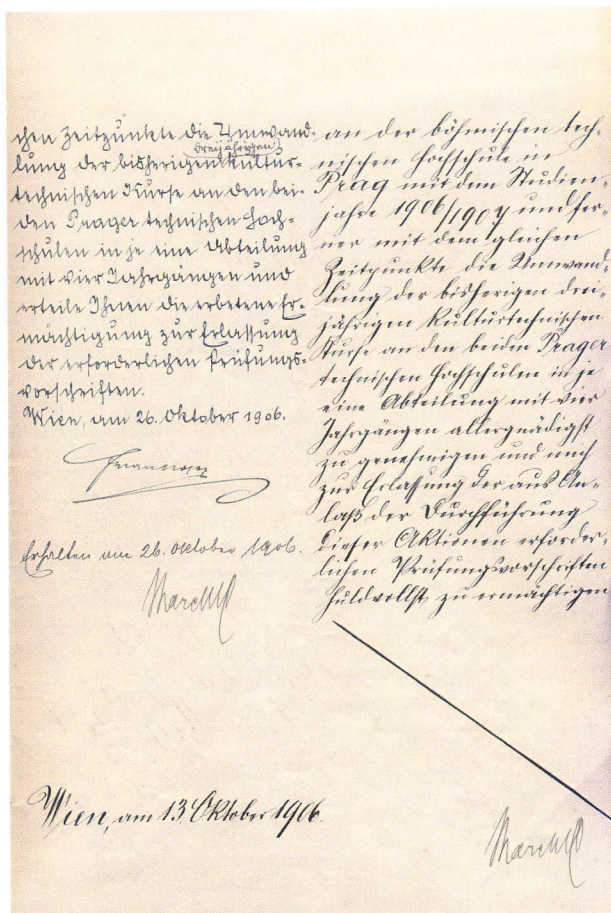 chen Zeitpunkte die Umwand-
dreijährigen
lung der bisherigen kultur-
technischen Kurse an den bei-
den Prager technischen Hoch-
schulen in je eine Abteilung
mit vier Jahrgängen und
erteile Ihnen die erbetene Er-
mächtigung zur Erlassung
der erforderlichen Prüfungs-
vorschriften.
Wien, am 26. Oktober 1906.
Erhalten am 26. Oktober 1906.
Marchet
an der böhmischen tech-
nischen Hochschule in
Prag mit dem Studien-
jahre 1906/1907 und fer-
ner mit dem gleichen
Zeitpunkte die Umwand-
lung der bisherigen drei-
jährigen kulturtechnischen
Kurse an den beiden Prager
technischen Hochschulen in je
eine Abteilung mit vier
Jahrgängen allergnädigst
zu genehmigen und mich
zur Erlassung der aus An-
laß der Durchführung
dieser Aktionen erforder-
lichen Prüfungsvorschriften
huldvollst zu ermächtigen
Wien, am 13 Oktober 1906.
Marchet